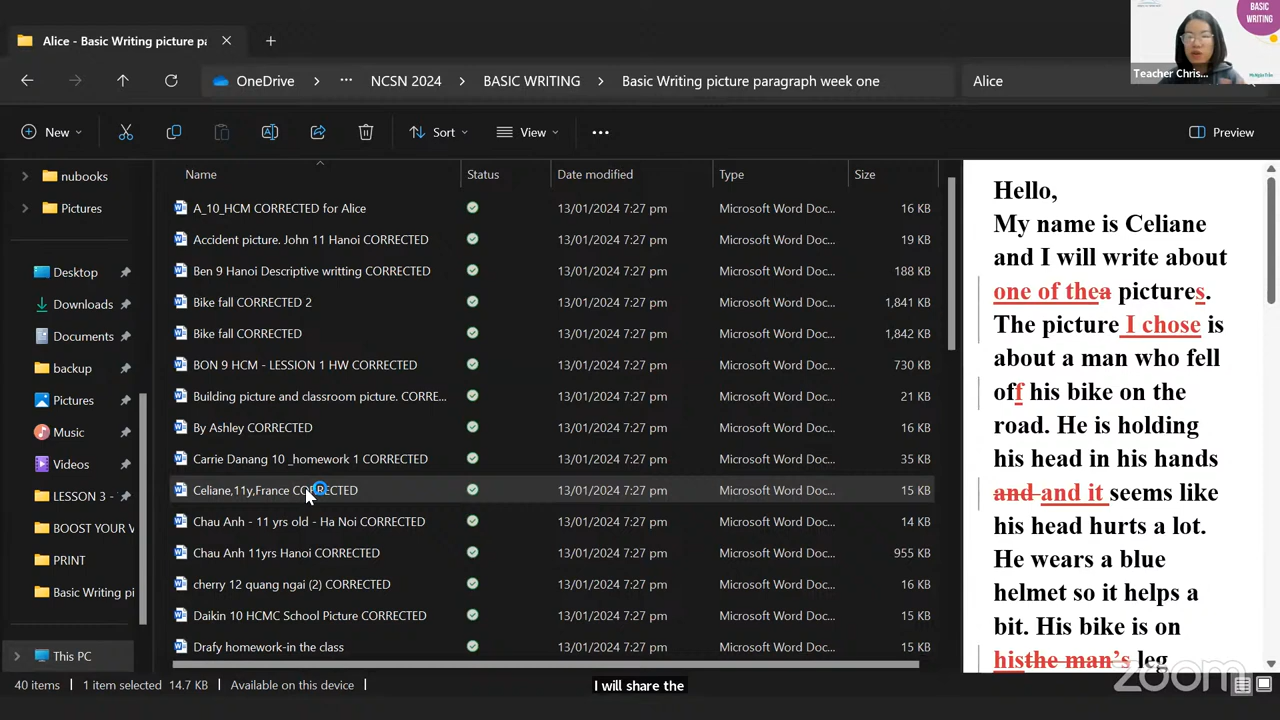 Alice - Basic Writing picture pa
BASIC
WRITING
Teacher Chris...
OneDrive > ... NCSN 2024 > BASIC WRITING > Basic Writing picture paragraph week one
Alice
New
Sort
View
...
Preview
nubooks
Pictures
Desktop
Downloads
Documents
backup
Pictures
Music
Videos
LESSON 3 -
BOOST YOUR V
PRINT
Basic Writing pi
This PC
Name Status Date modified Type Size
A_10_HCM CORRECTED for Alice 13/01/2024 7:27 pm Microsoft Word Doc... 16 KB
Accident picture. John 11 Hanoi CORRECTED 13/01/2024 7:27 pm Microsoft Word Doc... 19 KB
Ben 9 Hanoi Descriptive writting CORRECTED 13/01/2024 7:27 pm Microsoft Word Doc... 188 KB
Bike fall CORRECTED 2 13/01/2024 7:27 pm Microsoft Word Doc... 1,841 KB
Bike fall CORRECTED 13/01/2024 7:27 pm Microsoft Word Doc... 1,842 KB
BON 9 HCM - LESSION 1 HW CORRECTED 13/01/2024 7:27 pm Microsoft Word Doc... 730 KB
Building picture and class room picture. CORRE... 13/01/2024 7:27 pm Microsoft Word Doc... 21 KB
By Ashley CORRECTED 13/01/2024 7:27 pm Microsoft Word Doc... 16 KB
Carrie Danang 10 _homework 1 CORRECTED 13/01/2024 7:27 pm Microsoft Word Doc... 35 KB
Celiane,11y,France CORRECTED 13/01/2024 7:27 pm Microsoft Word Doc... 15 KB
Chau Anh - 11 yrs old - Ha Noi CORRECTED 13/01/2024 7:27 pm Microsoft Word Doc... 14 KB
Chau Anh 11yrs Hanoi CORRECTED 13/01/2024 7:27 pm Microsoft Word Doc... 955 KB
cherry 12 quang ngai (2) CORRECTED 13/01/2024 7:27 pm Microsoft Word Doc... 16 KB
Daikin 10 HCMC School Picture CORRECTED 13/01/2024 7:27 pm Microsoft Word Doc... 15 KB
Drafy homework-in the class 13/01/2024 7:27 pm Microsoft Word Doc... 15 KB
Hello,
My name is Celiane
and I will write about
one of thea pictures.
The picture I chose is
about a man who fell
off his bike on the
road. He is holding
his head in his hands
and and it seems like
his head hurts a lot.
He wears a blue
helmet so it helps a
bit. His bike is on
histhe man's leg
40 items 1 item selected 14.7 KB Available on this device
I will share the
zoom